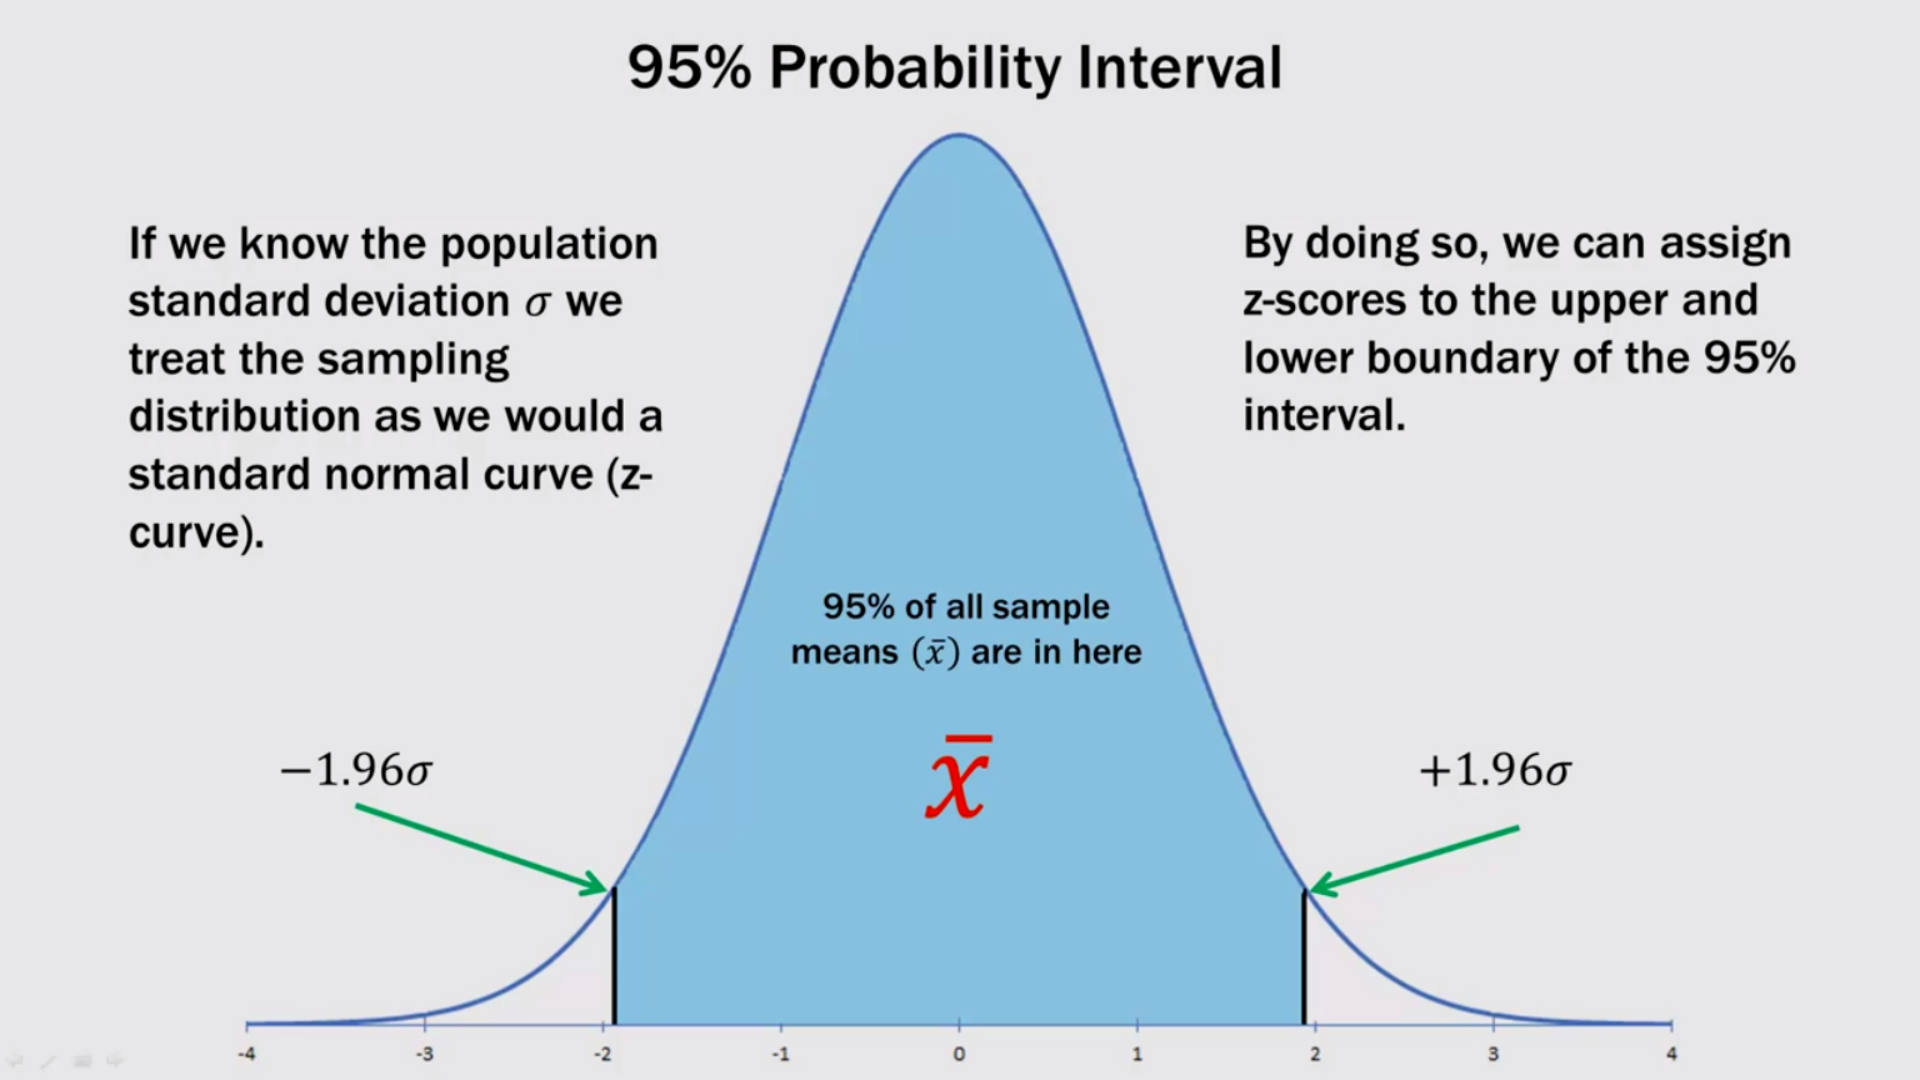 95% Probability Interval
If we know the population
standard deviation σ we
treat the sampling
distribution as we would a
standard normal curve (z-
curve).
By doing so, we can assign
z-scores to the upper and
lower boundary of the 95%
interval.
95% of all sample
means (x̄) are in here
x̄
−1.96σ
+1.96σ
-4 -3 -2 -1 0 1 2 3 4